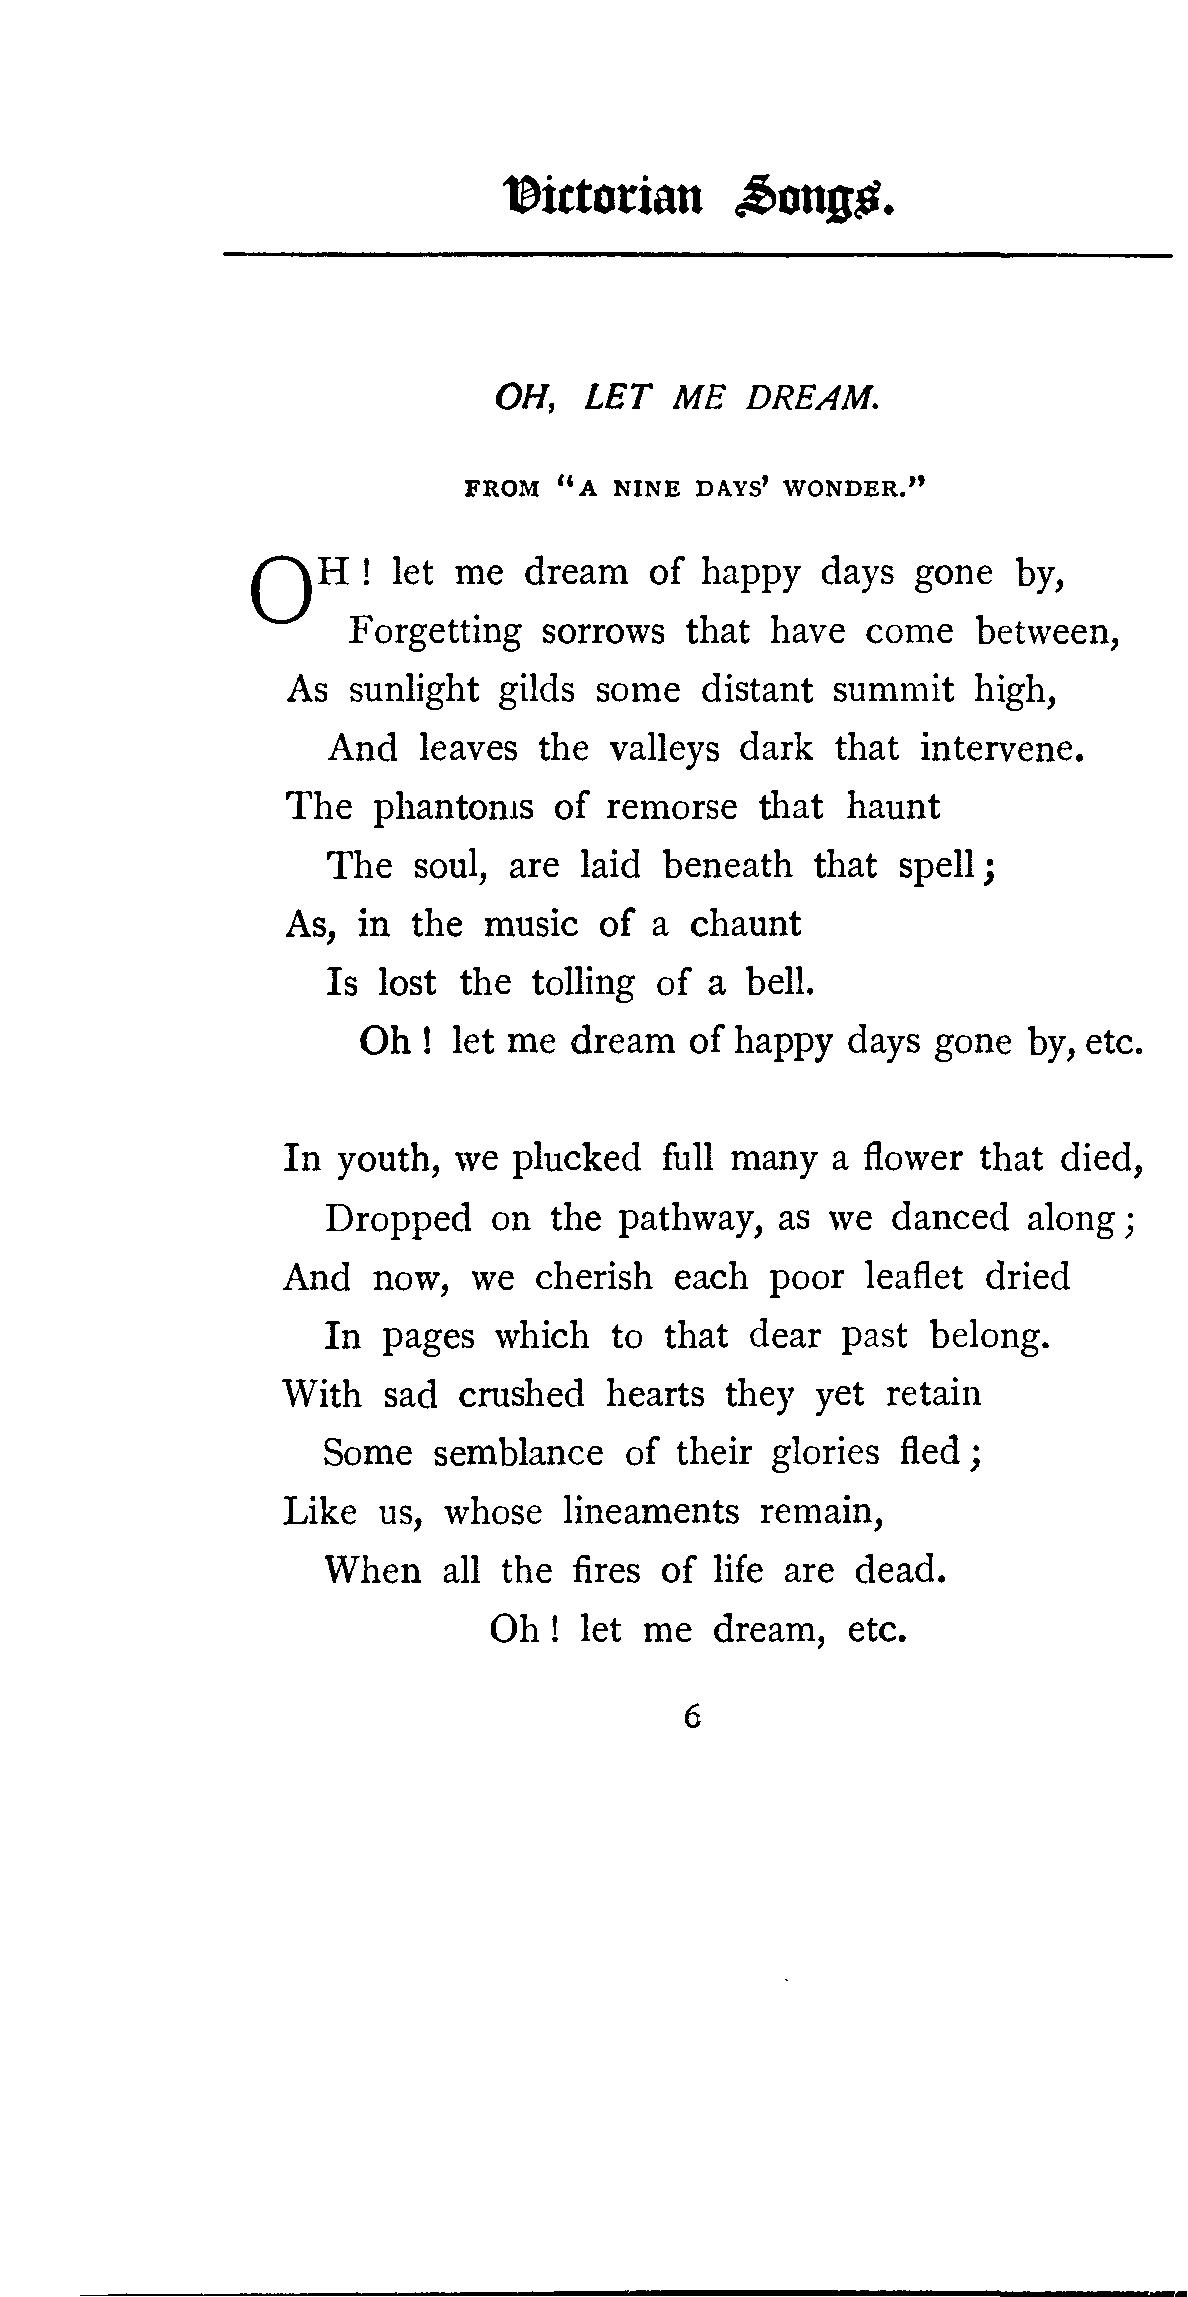 Victorian Songs.
OH, LET ME DREAM.
FROM "A NINE DAYS' WONDER."
OH! let me dream of happy days gone by,
Forgetting sorrows that have come between,
As sunlight gilds some distant summit high,
And leaves the valleys dark that intervene.
The phantoms of remorse that haunt
The soul, are laid beneath that spell;
As, in the music of a chaunt
Is lost the tolling of a bell.
Oh! let me dream of happy days gone by, etc.
In youth, we plucked full many a flower that died,
Dropped on the pathway, as we danced along;
And now, we cherish each poor leaflet dried
In pages which to that dear past belong.
With sad crushed hearts they yet retain
Some semblance of their glories fled;
Like us, whose lineaments remain,
When all the fires of life are dead.
Oh! let me dream, etc.
6